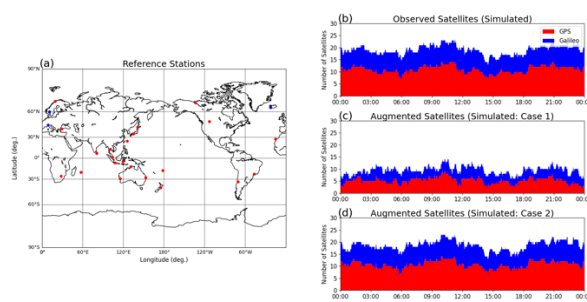 (a) Reference Stations
90°N
60°N
30°N
0°
30°S
60°S
90°S
Latitude (deg.)
0° 30°E 60°E 120°E 120°W 60°W
Longitude (deg.)
(b) Observed Satellites (Simulated)
GPS
Galileo
30
25
20
15
10
5
0
Number of Satellites
00:00 03:00 06:00 09:00 12:00 15:00 18:00 21:00 00:00
(c) Augmented Satellites (Simulated: Case 1)
30
25
20
15
10
5
0
Number of Satellites
00:00 03:00 06:00 09:00 12:00 15:00 18:00 21:00 00:00
(d) Augmented Satellites (Simulated: Case 2)
30
25
20
15
10
5
0
Number of Satellites
00:00 03:00 06:00 09:00 12:00 15:00 18:00 21:00 00:00